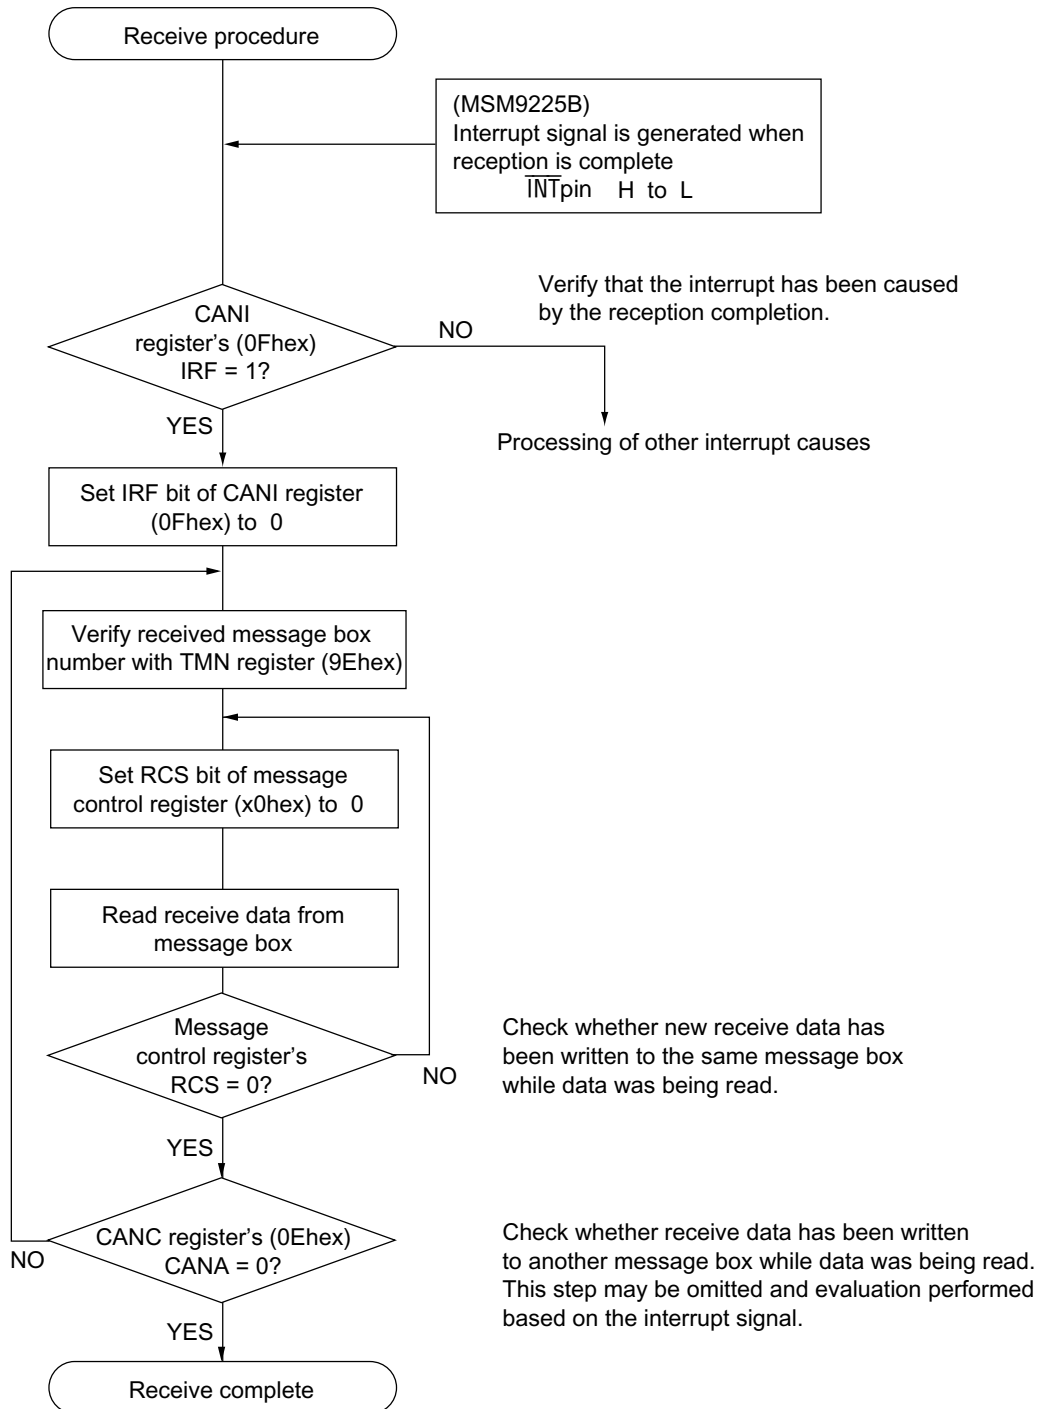 Receive procedure
(MSM9225B)
Interrupt signal is generated when
reception is complete
I̅N̅T̅pin H to L
Verify that the interrupt has been caused
by the reception completion.
CANI
register's (0Fhex)
IRF = 1?
NO
YES
Processing of other interrupt causes
Set IRF bit of CANI register
(0Fhex) to 0
Verify received message box
number with TMN register (9Ehex)
Set RCS bit of message
control register (x0hex) to 0
Read receive data from
message box
Message
control register's
RCS = 0?
NO
Check whether new receive data has
been written to the same message box
while data was being read.
YES
CANC register's (0Ehex)
CANA = 0?
NO
Check whether receive data has been written
to another message box while data was being read.
This step may be omitted and evaluation performed
based on the interrupt signal.
YES
Receive complete